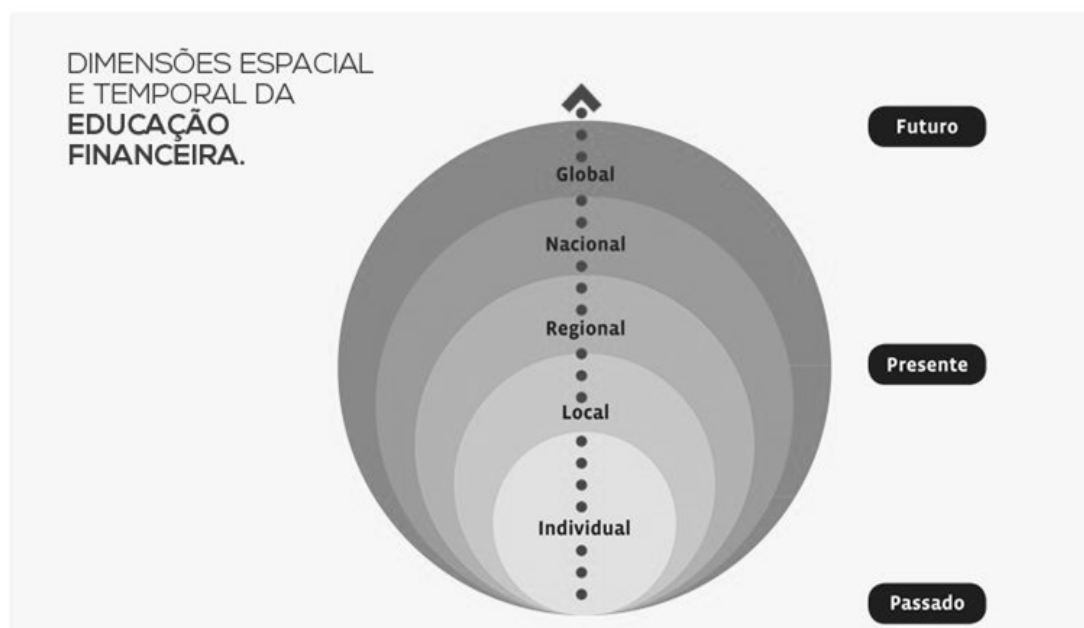 DIMENSÕES ESPACIAL
E TEMPORAL DA
EDUCAÇÃO
FINANCEIRA.
Futuro
Global
Nacional
Regional
Presente
Local
Individual
Passado